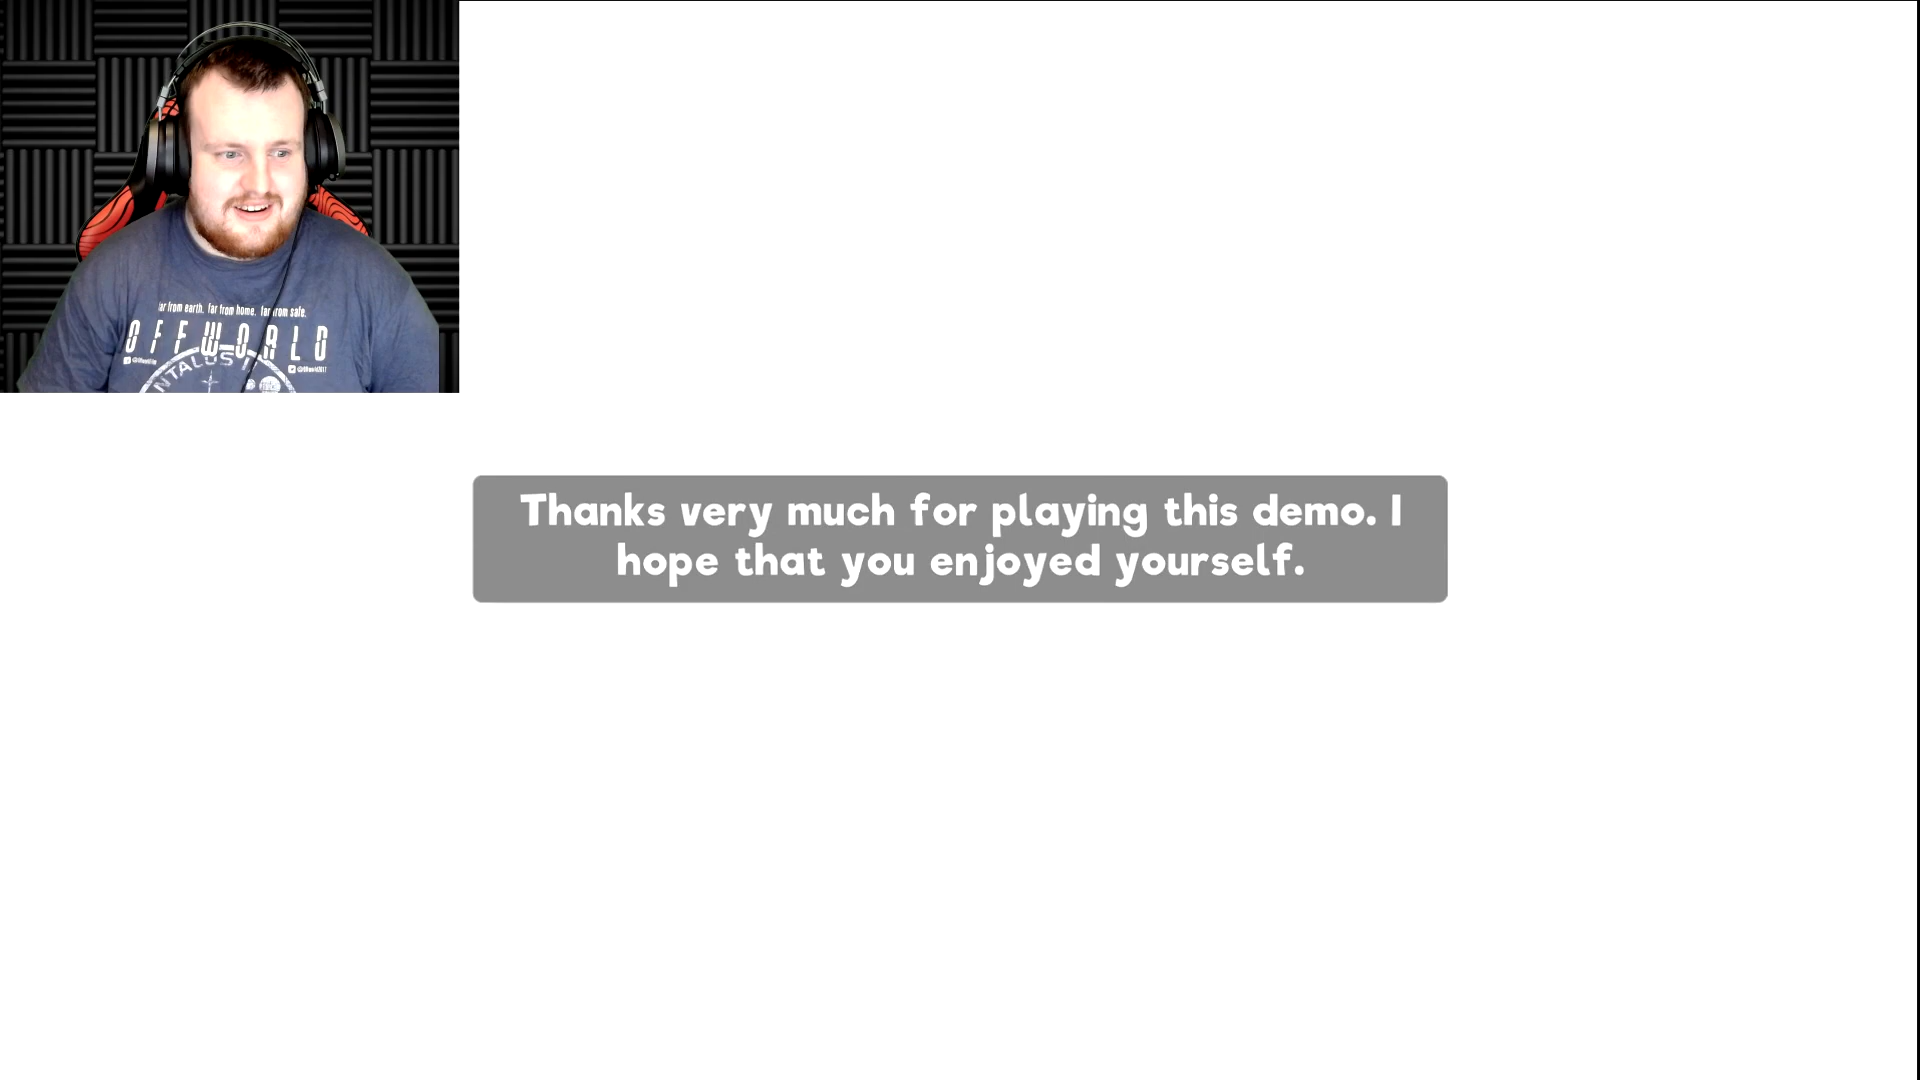 far from earth. far from home. far from safe.
OFFWORLD
NTALUS
Thanks very much for playing this demo. I
hope that you enjoyed yourself.